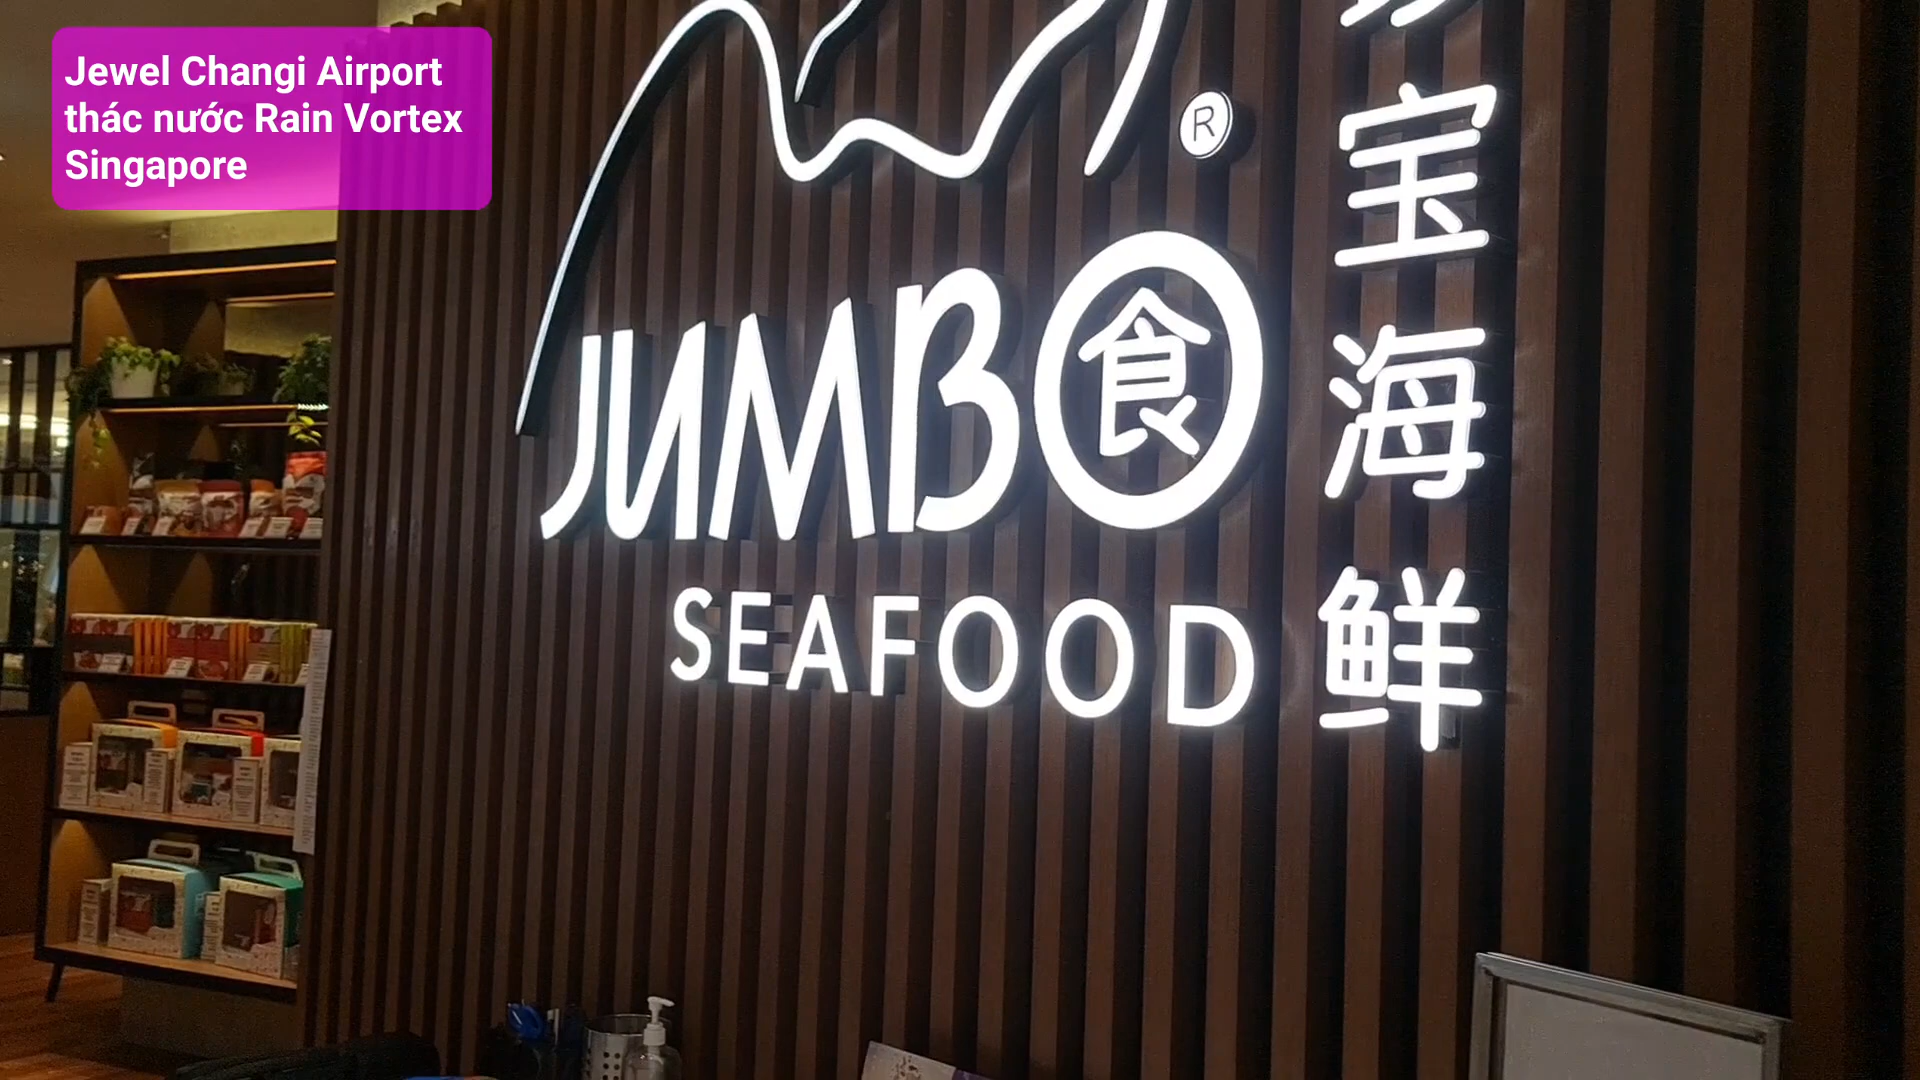 Jewel Changi Airport
thác nước Rain Vortex
Singapore
®
JUMBO
食
SEAFOOD
宝海鲜